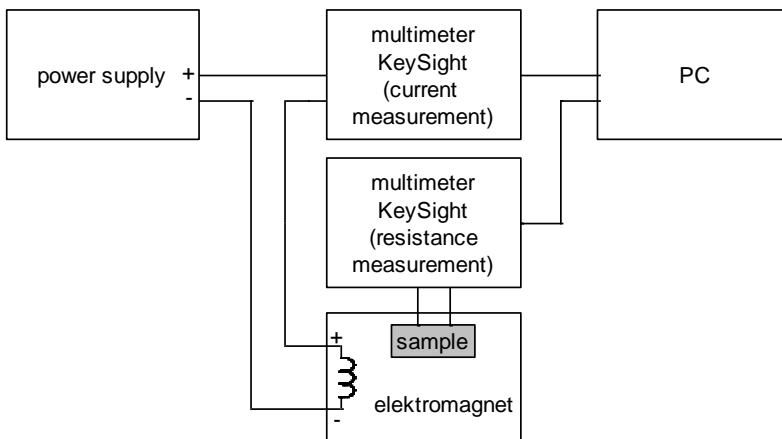 power supply
+
-
multimeter
KeySight
(current
measurement)
PC
multimeter
KeySight
(resistance
measurement)
+
sample
elektromagnet
-